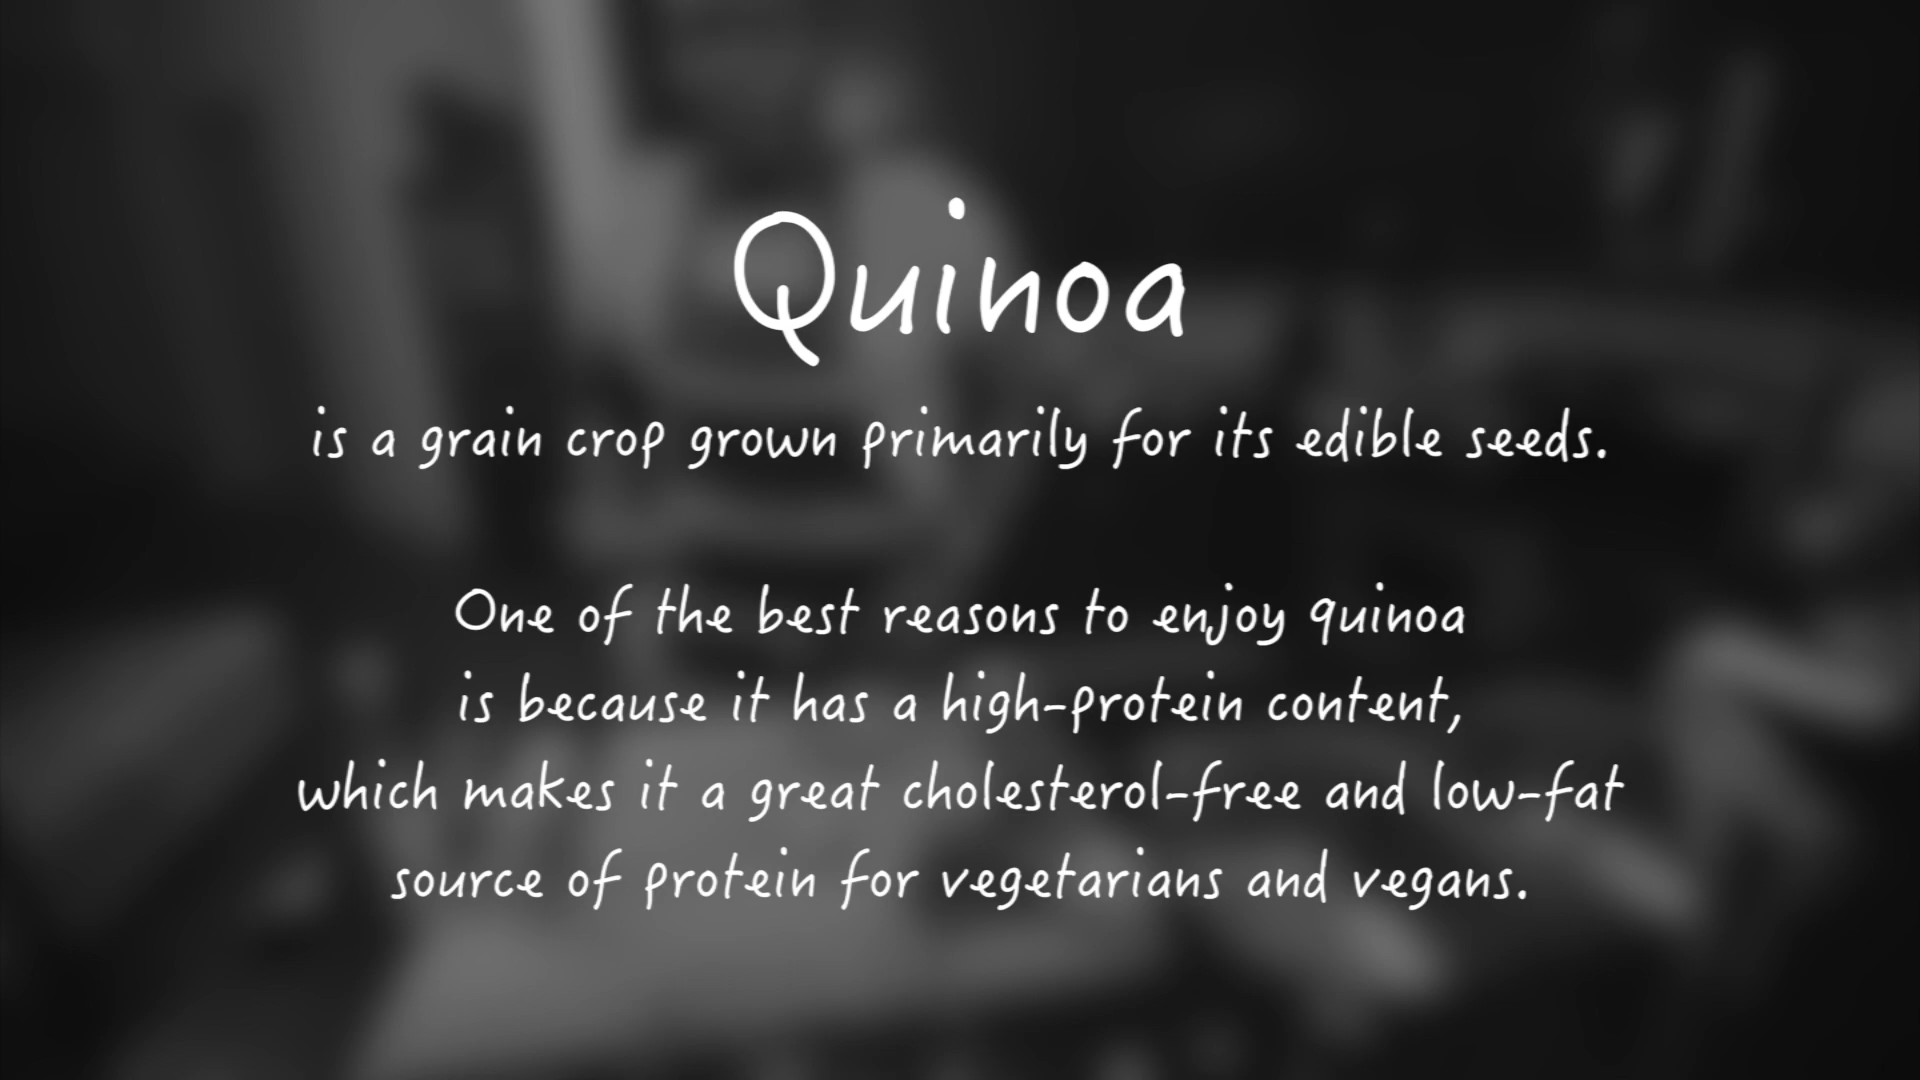 Quinoa
is a grain crop grown primarily for its edible seeds.
One of the best reasons to enjoy quinoa
is because it has a high-protein content,
which makes it a great cholesterol-free and low-fat
source of protein for vegetarians and vegans.